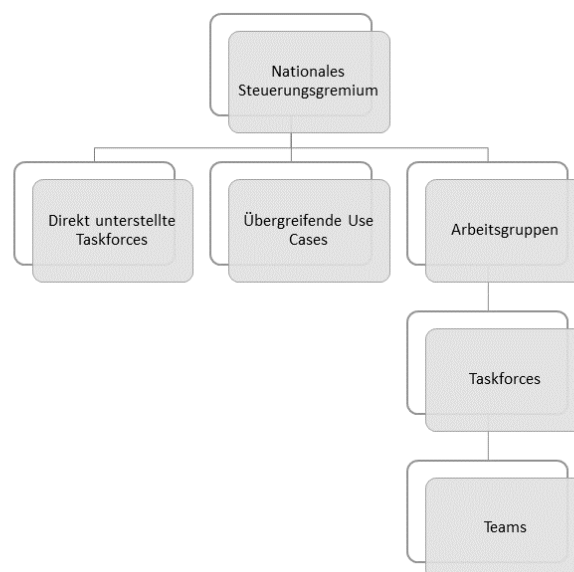 Nationales
Steuerungsgremium
Direkt unterstellte
Taskforces
Übergreifende Use
Cases
Arbeitsgruppen
Taskforces
Teams